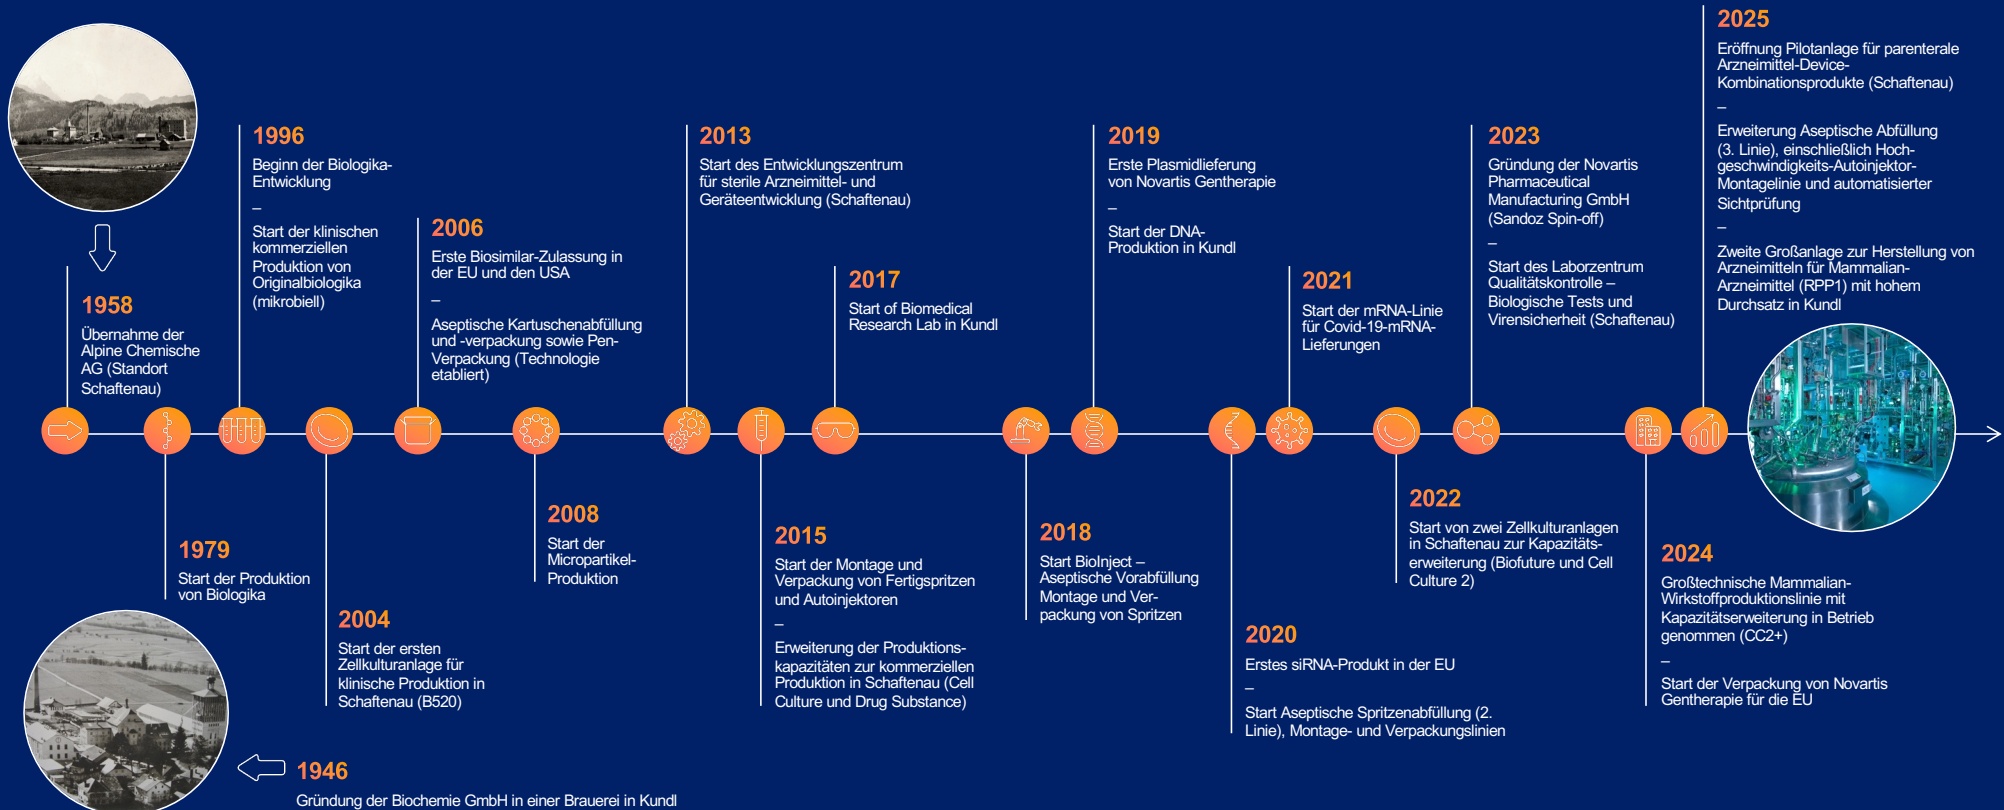 1958
Übernahme der
Alpine Chemische
AG (Standort
Schaftenau)
1996
Beginn der Biologika-
Entwicklung
–
Start der klinischen
kommerziellen
Produktion von
Originalbiologika
(mikrobiell)
2006
Erste Biosimilar-Zulassung in
der EU und den USA
–
Aseptische Kartuschenabfüllung
und -verpackung sowie Pen-
Verpackung (Technologie
etabliert)
2013
Start des Entwicklungszentrum
für sterile Arzneimittel- und
Geräteentwicklung (Schaftenau)
2017
Start of Biomedical
Research Lab in Kundl
2019
Erste Plasmidlieferung
von Novartis Gentherapie
–
Start der DNA-
Produktion in Kundl
2021
Start der mRNA-Linie
für Covid-19-mRNA-
Lieferungen
2023
Gründung der Novartis
Pharmaceutical
Manufacturing GmbH
(Sandoz Spin-off)
–
Start des Laborzentrum
Qualitätskontrolle –
Biologische Tests und
Virensicherheit (Schaftenau)
2025
Eröffnung Pilotanlage für parenterale
Arzneimittel-Device-
Kombinationsprodukte (Schaftenau)
–
Erweiterung Aseptische Abfüllung
(3. Linie), einschließlich Hoch-
geschwindigkeits-Autoinjektor-
Montagelinie und automatisierter
Sichtprüfung
–
Zweite Großanlage zur Herstellung von
Arzneimitteln für Mammalian-
Arzneimittel (RPP1) mit hohem
Durchsatz in Kundl
1946
Gründung der Biochemie GmbH in einer Brauerei in Kundl
1979
Start der Produktion
von Biologika
2004
Start der ersten
Zellkulturanlage für
klinische Produktion in
Schaftenau (B520)
2008
Start der
Micropartikel-
Produktion
2015
Start der Montage und
Verpackung von Fertigspritzen
und Autoinjektoren
–
Erweiterung der Produktions-
kapazitäten zur kommerziellen
Produktion in Schaftenau (Cell
Culture und Drug Substance)
2018
Start BioInject –
Aseptische Vorabfüllung
Montage und Ver-
packung von Spritzen
2020
Erstes siRNA-Produkt in der EU
–
Start Aseptische Spritzenabfüllung (2.
Linie), Montage- und Verpackungslinien
2022
Start von zwei Zellkulturanlagen
in Schaftenau zur Kapazitäts-
erweiterung (Biofuture und Cell
Culture 2)
2024
Großtechnische Mammalian-
Wirkstoffproduktionslinie mit
Kapazitätserweiterung in Betrieb
genommen (CC2+)
–
Start der Verpackung von Novartis
Gentherapie für die EU